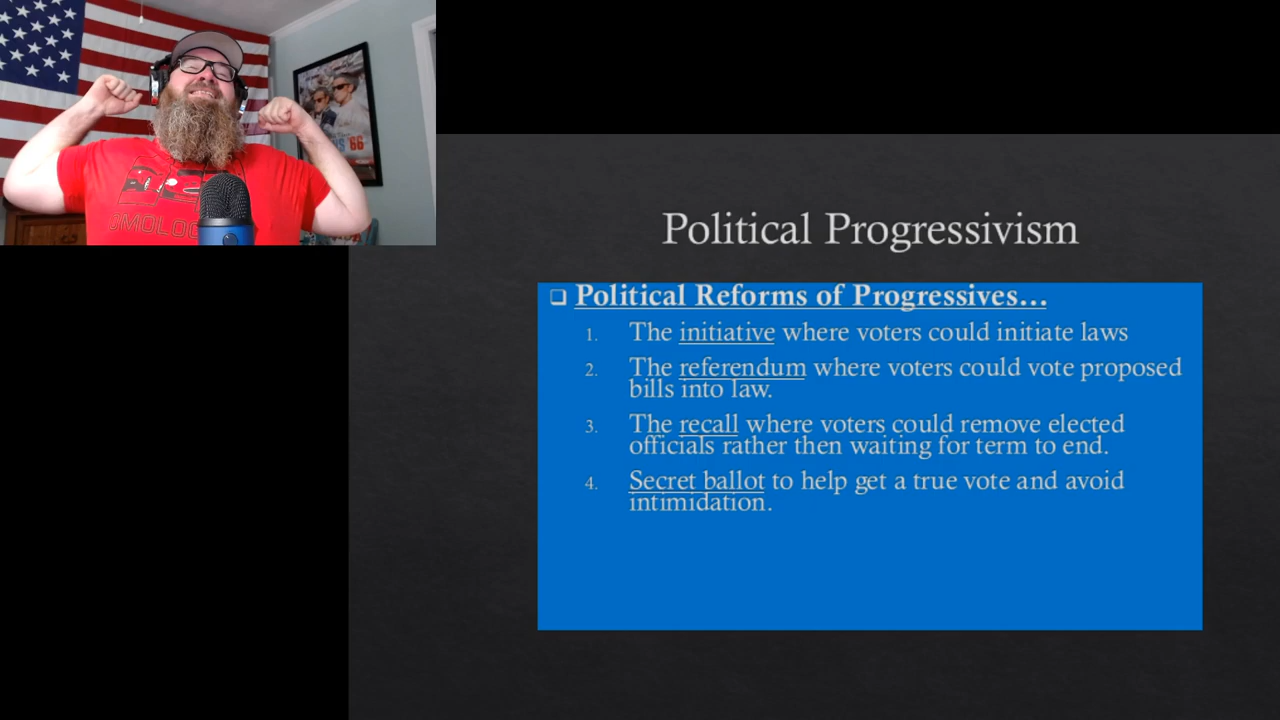 '66
Political Progressivism
❑ Political Reforms of Progressives...
1. The initiative where voters could initiate laws
2. The referendum where voters could vote proposed
bills into law.
3. The recall where voters could remove elected
officials rather then waiting for term to end.
4. Secret ballot to help get a true vote and avoid
intimidation.